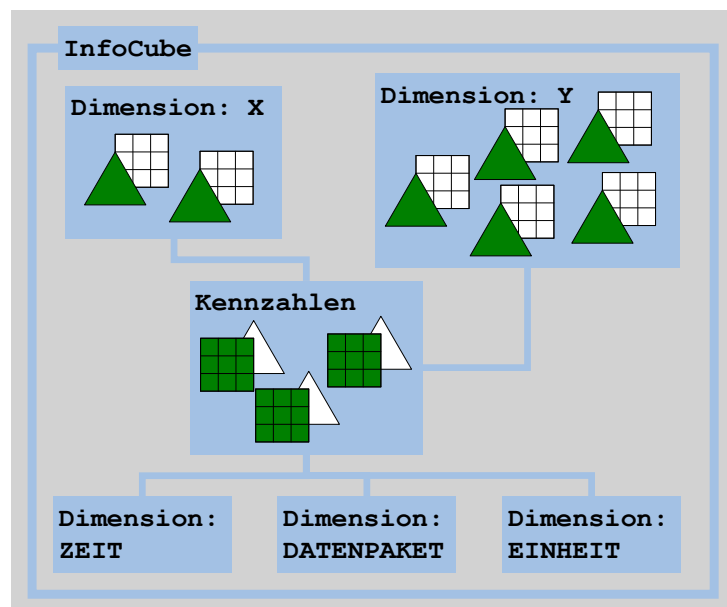 InfoCube
Dimension: X
Dimension: Y
Kennzahlen
Dimension:
ZEIT
Dimension:
DATENPAKET
Dimension:
EINHEIT